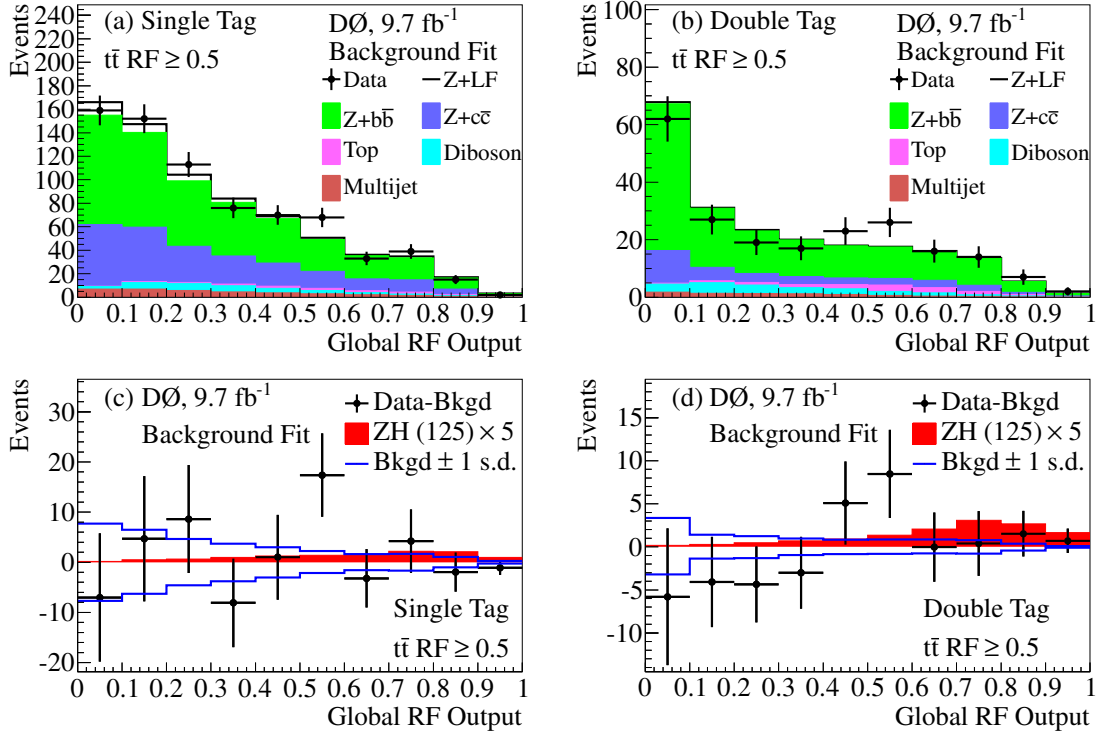 (a) Single Tag
tt̄ RF ≥ 0.5
DØ, 9.7 fb⁻¹
Background Fit
Data
Z+LF
Z+bb̄
Z+cc̄
Top
Diboson
Multijet
Events
240
220
200
180
160
140
120
100
80
60
40
20
0
0 0.1 0.2 0.3 0.4 0.5 0.6 0.7 0.8 0.9 1
Global RF Output
(b) Double Tag
tt̄ RF ≥ 0.5
DØ, 9.7 fb⁻¹
Background Fit
Data
Z+LF
Z+bb̄
Z+cc̄
Top
Diboson
Multijet
Events
100
80
60
40
20
0
0 0.1 0.2 0.3 0.4 0.5 0.6 0.7 0.8 0.9 1
Global RF Output
(c) DØ, 9.7 fb⁻¹
Background Fit
Data-Bkgd
ZH (125) × 5
Bkgd ± 1 s.d.
Single Tag
tt̄ RF ≥ 0.5
Events
30
20
10
0
-10
-20
0 0.1 0.2 0.3 0.4 0.5 0.6 0.7 0.8 0.9 1
Global RF Output
(d) DØ, 9.7 fb⁻¹
Background Fit
Data-Bkgd
ZH (125) × 5
Bkgd ± 1 s.d.
Double Tag
tt̄ RF ≥ 0.5
Events
15
10
5
0
-5
-10
0 0.1 0.2 0.3 0.4 0.5 0.6 0.7 0.8 0.9 1
Global RF Output